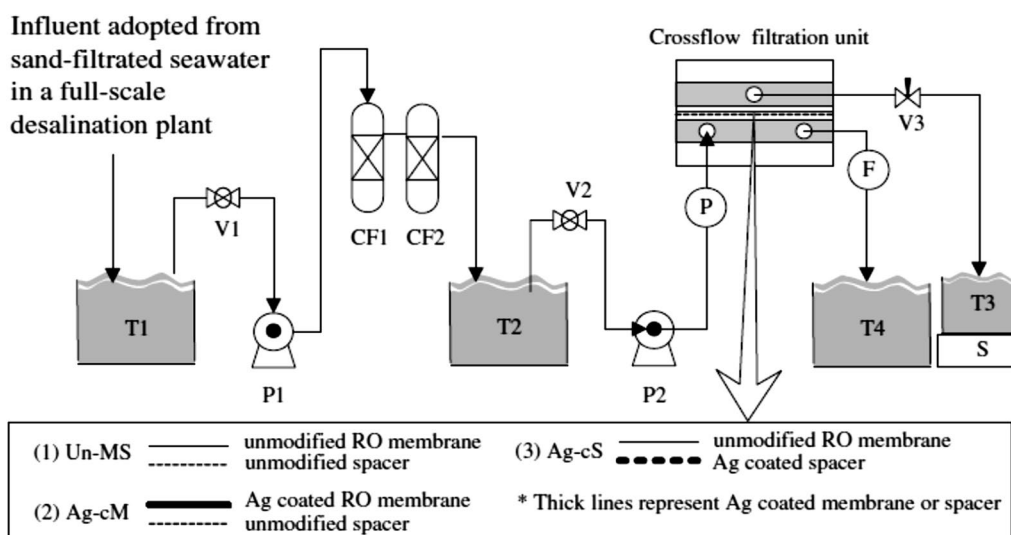 Influent adopted from
sand-filtrated seawater
in a full-scale
desalination plant
Crossflow filtration unit
V1
CF1
CF2
V2
P
F
V3
T1
P1
T2
P2
T4
T3
S
(1) Un-MS
unmodified RO membrane
unmodified spacer
(2) Ag-cM
Ag coated RO membrane
unmodified spacer
(3) Ag-cS
unmodified RO membrane
Ag coated spacer
* Thick lines represent Ag coated membrane or spacer